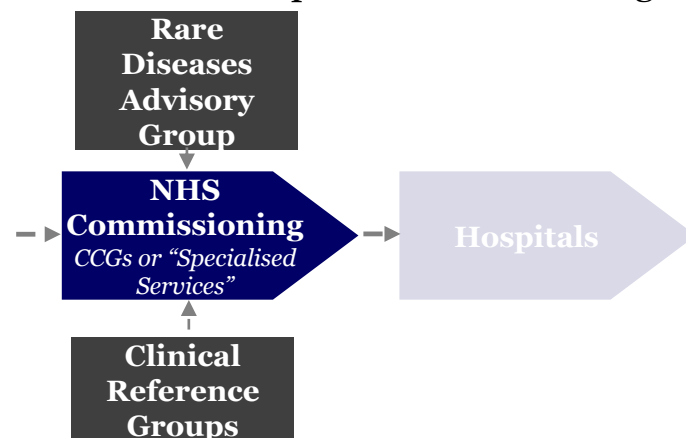 Rare
Diseases
Advisory
Group
NHS
Commissioning
CCGs or “Specialised
Services”
Hospitals
Clinical
Reference
Groups